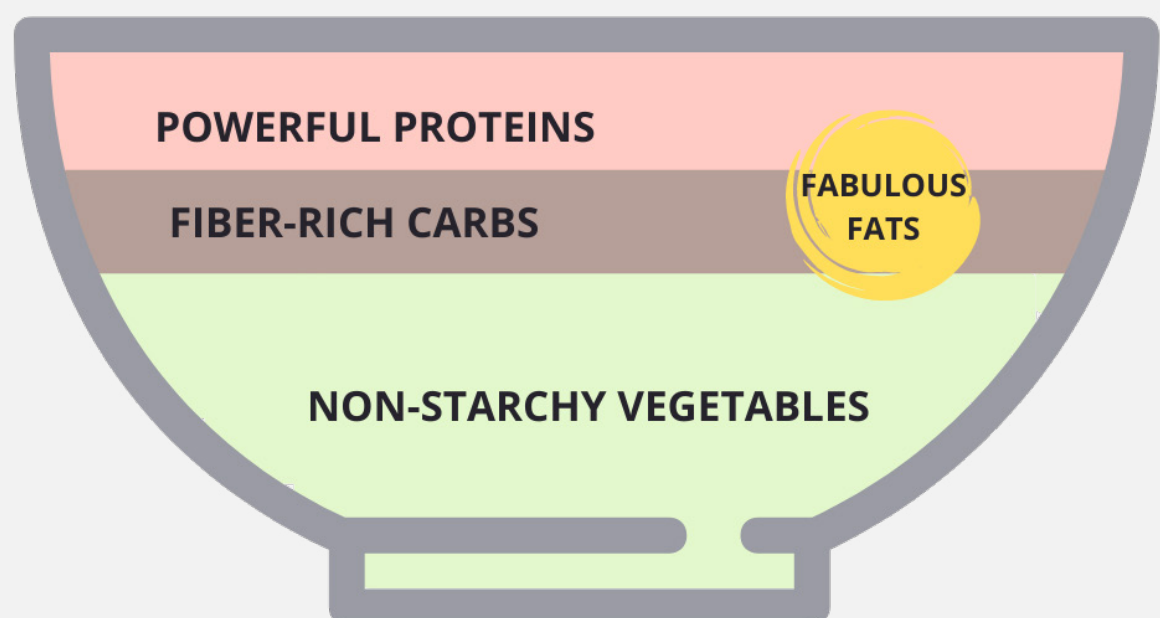 POWERFUL PROTEINS
FABULOUS
FATS
FIBER-RICH CARBS
NON-STARCHY VEGETABLES